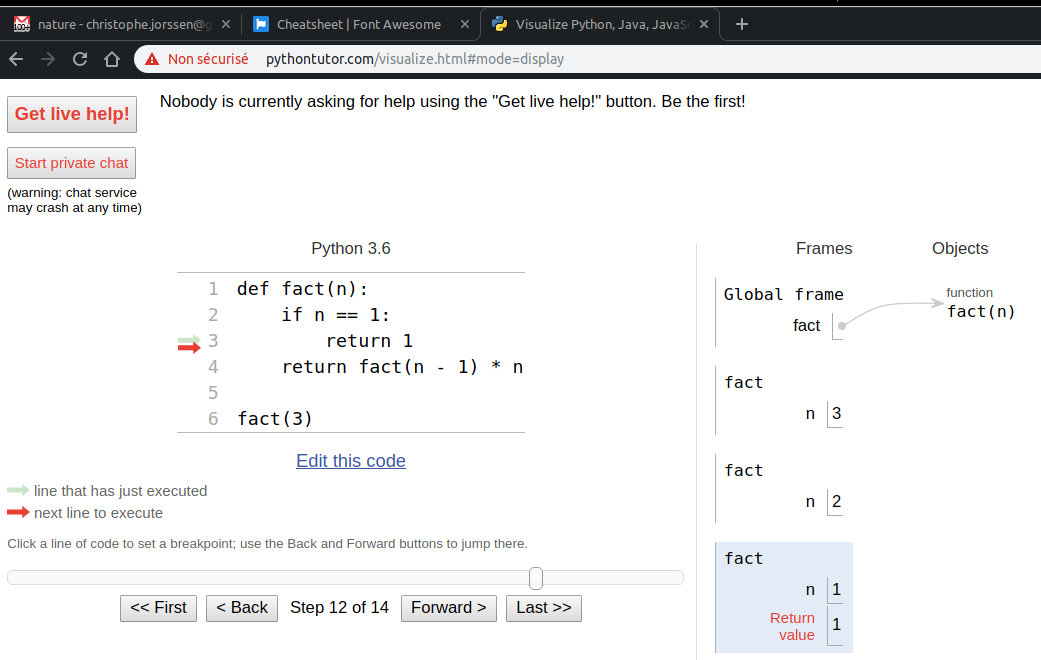 nature - christophe.jorssen@g
Cheatsheet | Font Awesome
Visualize Python, Java, JavaSc
Non sécurisé
pythontutor.com/visualize.html#mode=display
Get live help!
Nobody is currently asking for help using the "Get live help!" button. Be the first!
Start private chat
(warning: chat service
may crash at any time)
Python 3.6
1 def fact(n):
2     if n == 1:
3         return 1
4     return fact(n - 1) * n
5
6 fact(3)
Edit this code
line that has just executed
next line to execute
Click a line of code to set a breakpoint; use the Back and Forward buttons to jump there.
<< First
< Back
Step 12 of 14
Forward >
Last >>
Frames
Objects
Global frame
fact
function
fact(n)
fact
n 3
fact
n 2
fact
n 1
Return
value 1